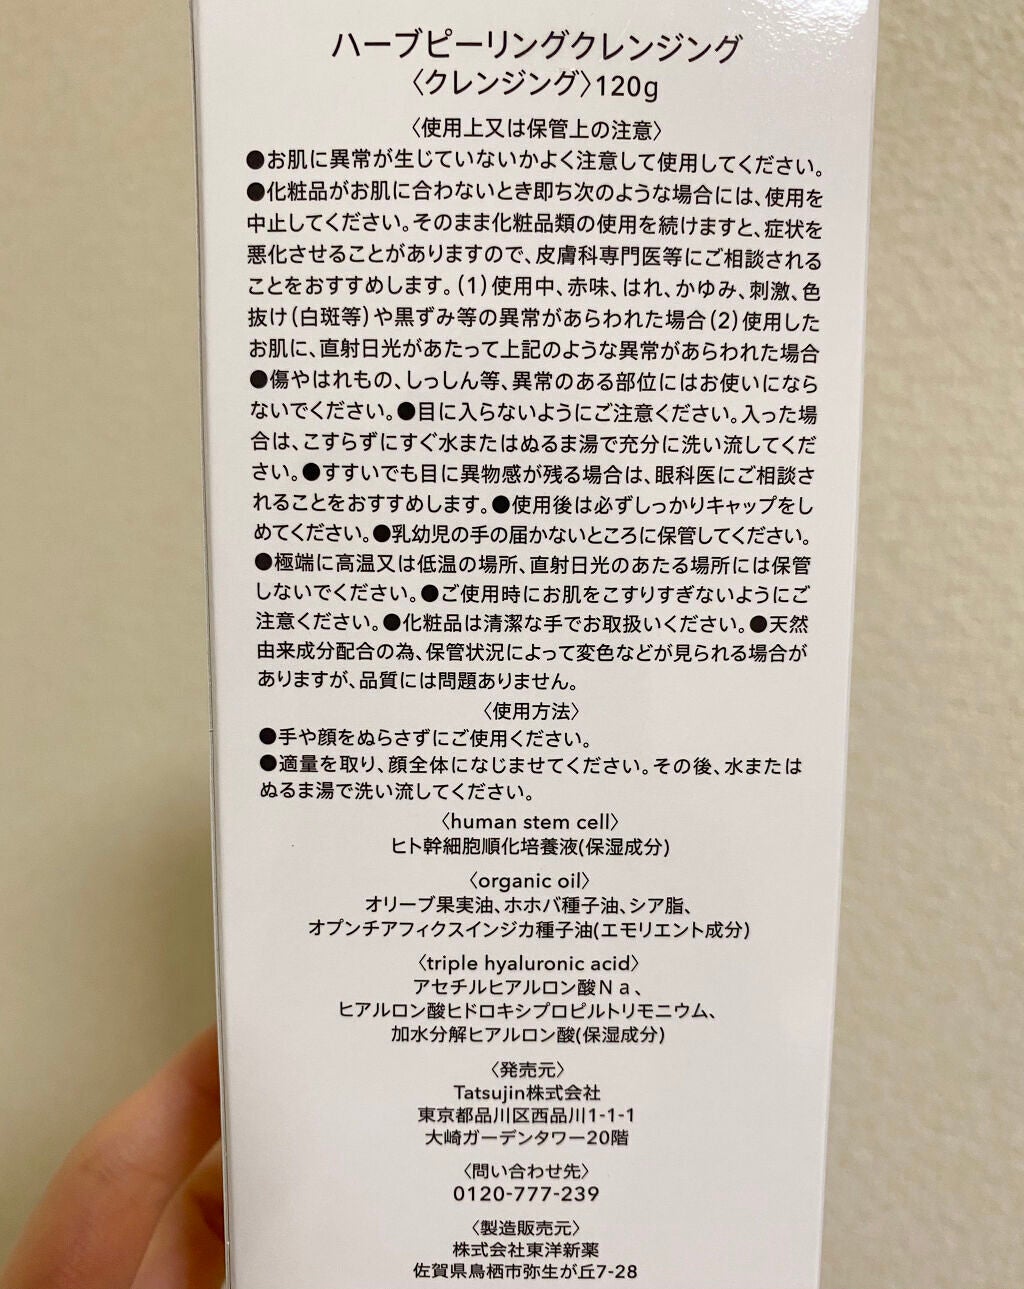 ハーブピーリングクレンジング
〈クレンジング〉120g
〈使用上又は保管上の注意〉
●お肌に異常が生じていないかよく注意して使用してください。
●化粧品がお肌に合わないとき即ち次のような場合には、使用を
中止してください。そのまま化粧品類の使用を続けますと、症状を
悪化させることがありますので、皮膚科専門医等にご相談される
ことをおすすめします。(1)使用中、赤味、はれ、かゆみ、刺激、色
抜け(白斑等)や黒ずみ等の異常があらわれた場合(2)使用した
お肌に、直射日光があたって上記のような異常があらわれた場合
●傷やはれもの、しっしん等、異常のある部位にはお使いになら
ないでください。●目に入らないようにご注意ください。入った場
合は、こすらずにすぐ水またはぬるま湯で充分に洗い流してくだ
さい。●すすいでも目に異物感が残る場合は、眼科医にご相談さ
れることをおすすめします。●使用後は必ずしっかりキャップをし
めてください。●乳幼児の手の届かないところに保管してください。
●極端に高温又は低温の場所、直射日光のあたる場所には保管
しないでください。●ご使用時にお肌をこすりすぎないようにご
注意ください。●化粧品は清潔な手でお取扱いください。●天然
由来成分配合の為、保管状況によって変色などが見られる場合が
ありますが、品質には問題ありません。
〈使用方法〉
●手や顔をぬらさずにご使用ください。
●適量を取り、顔全体になじませてください。その後、水または
ぬるま湯で洗い流してください。
〈human stem cell〉
ヒト幹細胞順化培養液(保湿成分)
〈organic oil〉
オリーブ果実油、ホホバ種子油、シア脂、
オプンチアフィクスインジカ種子油(エモリエント成分)
〈triple hyaluronic acid〉
アセチルヒアルロン酸Ｎａ、
ヒアルロン酸ヒドロキシプロピルトリモニウム、
加水分解ヒアルロン酸(保湿成分)
〈発売元〉
Tatsujin株式会社
東京都品川区西品川1-1-1
大崎ガーデンタワー20階
〈問い合わせ先〉
0120-777-239
〈製造販売元〉
株式会社東洋新薬
佐賀県鳥栖市弥生が丘7-28